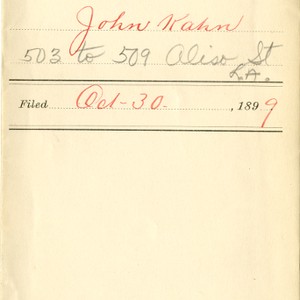 John Kahn
503 to 509 Aliso St
L.A.
Filed Oct-30- , 1899